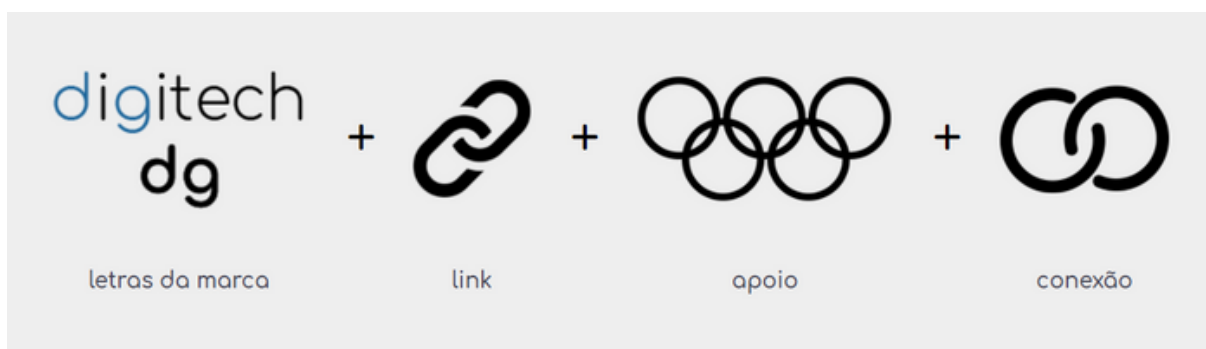 digitech
dg
+ + +
letras da marca
link
apoio
conexão